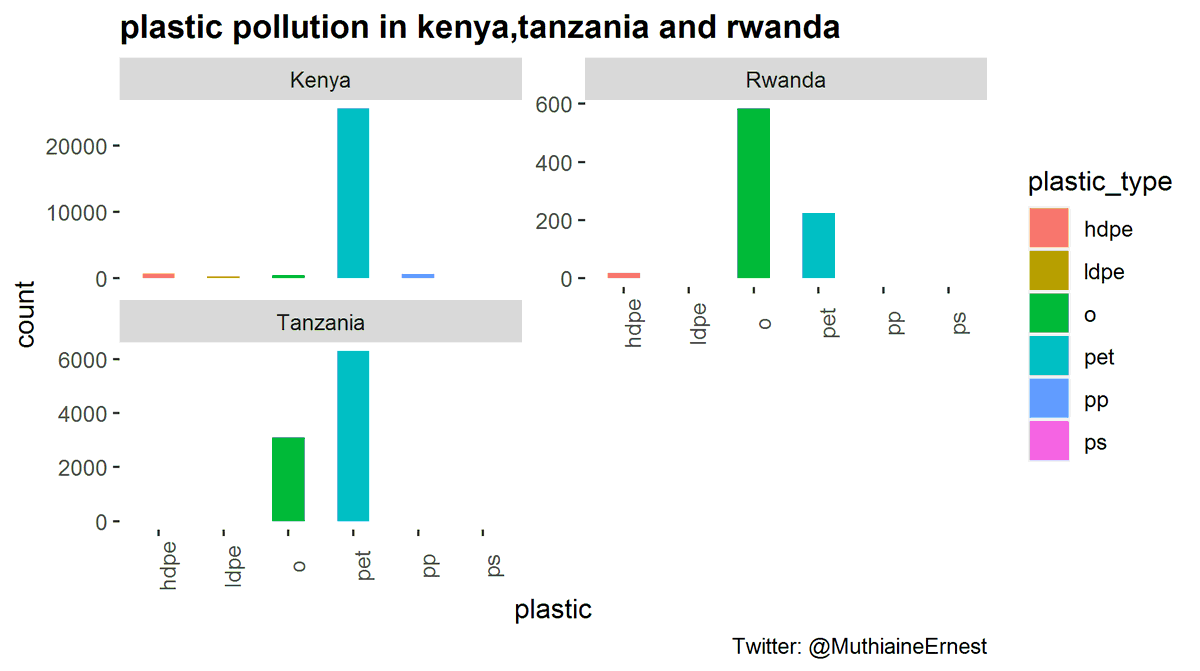 plastic pollution in kenya,tanzania and rwanda
Kenya
20000
10000
0
Rwanda
600
400
200
0
hdpe
ldpe
o
pet
pp
ps
Tanzania
6000
4000
2000
0
hdpe
ldpe
o
pet
pp
ps
count
plastic
plastic_type
hdpe
ldpe
o
pet
pp
ps
Twitter: @MuthiaineErnest